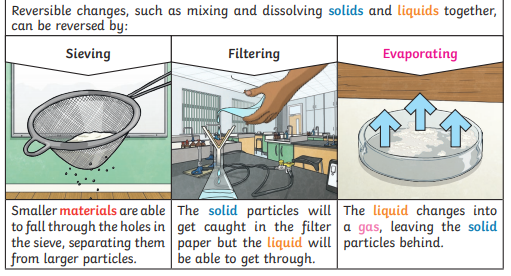 Reversible changes, such as mixing and dissolving solids and liquids together,
can be reversed by:
Sieving
Smaller materials are able
to fall through the holes in
the sieve, separating them
from larger particles.
Filtering
The solid particles will
get caught in the filter
paper but the liquid will
be able to get through.
Evaporating
The liquid changes into
a gas, leaving the solid
particles behind.